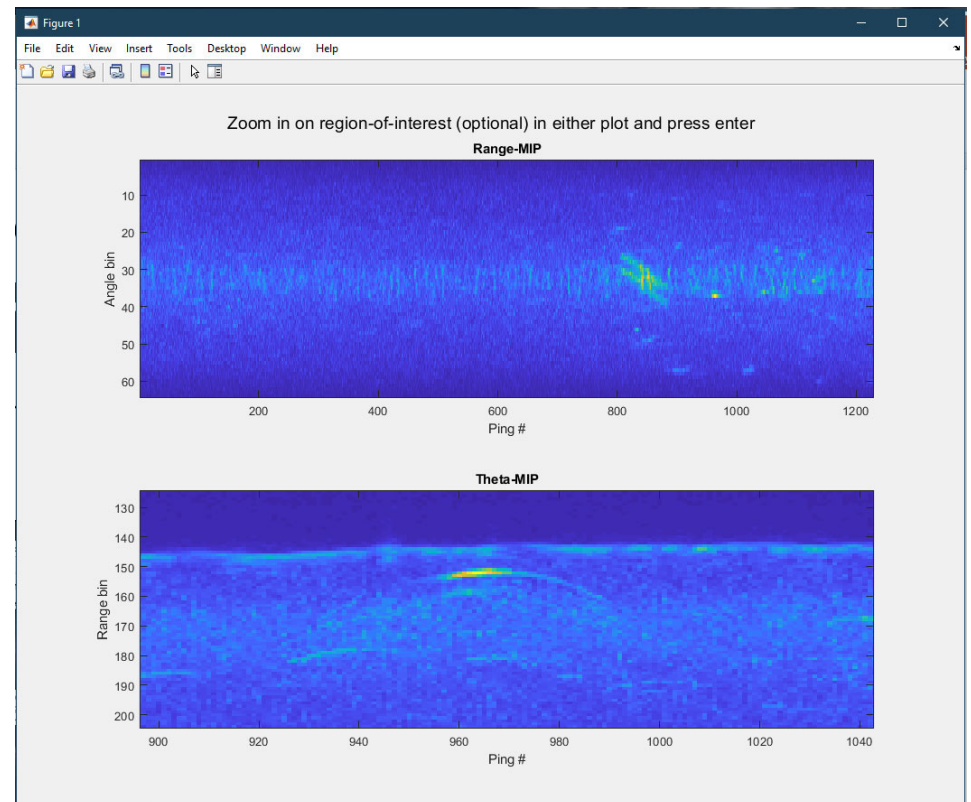 Figure 1
File Edit View Insert Tools Desktop Window Help
Zoom in on region-of-interest (optional) in either plot and press enter
Range-MIP
10
20
30
40
50
60
Angle bin
200 400 600 800 1000 1200
Ping #
Theta-MIP
130
140
150
160
170
180
190
200
Range bin
900 920 940 960 980 1000 1020 1040
Ping #